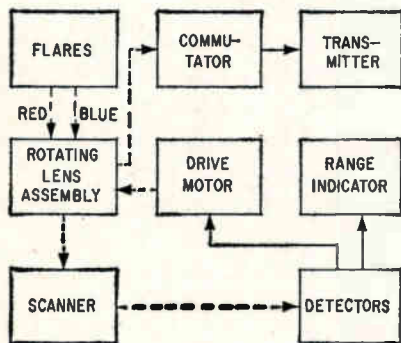 FLARES
COMMU-
TATOR
TRANS-
MITTER
RED
BLUE
ROTATING
LENS
ASSEMBLY
DRIVE
MOTOR
RANGE
INDICATOR
SCANNER
DETECTORS